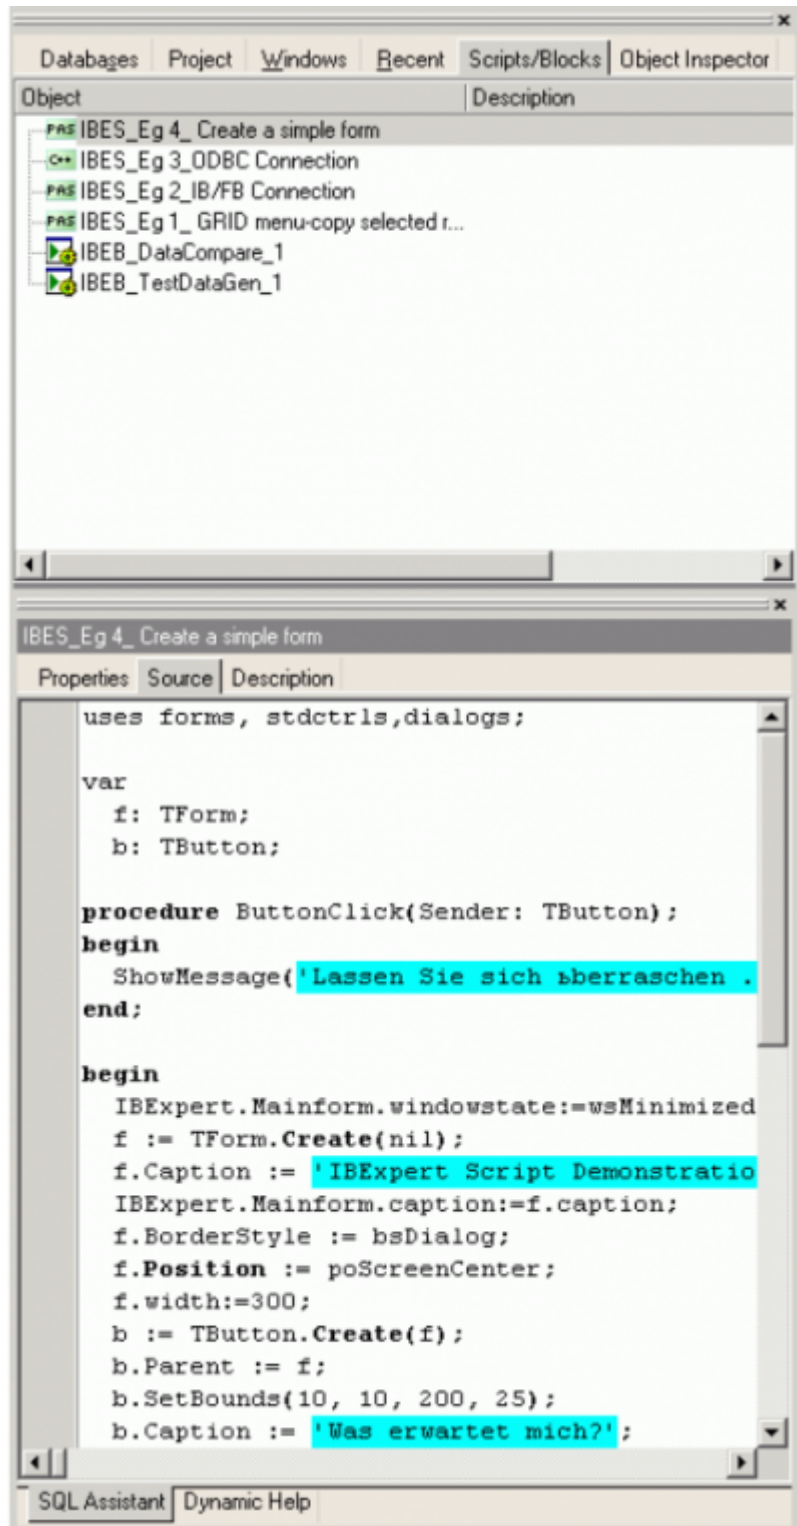 Databases Project Windows Recent Scripts/Blocks Object Inspector
Object Description
PAS IBES_Eg 4_ Create a simple form
C++ IBES_Eg 3_ODBC Connection
PAS IBES_Eg 2_IB/FB Connection
PAS IBES_Eg 1_ GRID menu-copy selected r...
IBEB_DataCompare_1
IBEB_TestDataGen_1
IBES_Eg 4_ Create a simple form
Properties Source Description
uses forms, stdctrls,dialogs;
var
f: TForm;
b: TButton;
procedure ButtonClick(Sender: TButton);
begin
ShowMessage('Lassen Sie sich ьberraschen .
end;
begin
IBExpert.Mainform.windowstate:=wsMinimized
f := TForm.Create(nil);
f.Caption := 'IBExpert Script Demonstratio
IBExpert.Mainform.caption:=f.caption;
f.BorderStyle := bsDialog;
f.Position := poScreenCenter;
f.width:=300;
b := TButton.Create(f);
b.Parent := f;
b.SetBounds(10, 10, 200, 25);
b.Caption := 'Was erwartet mich?';
SQL Assistant Dynamic Help